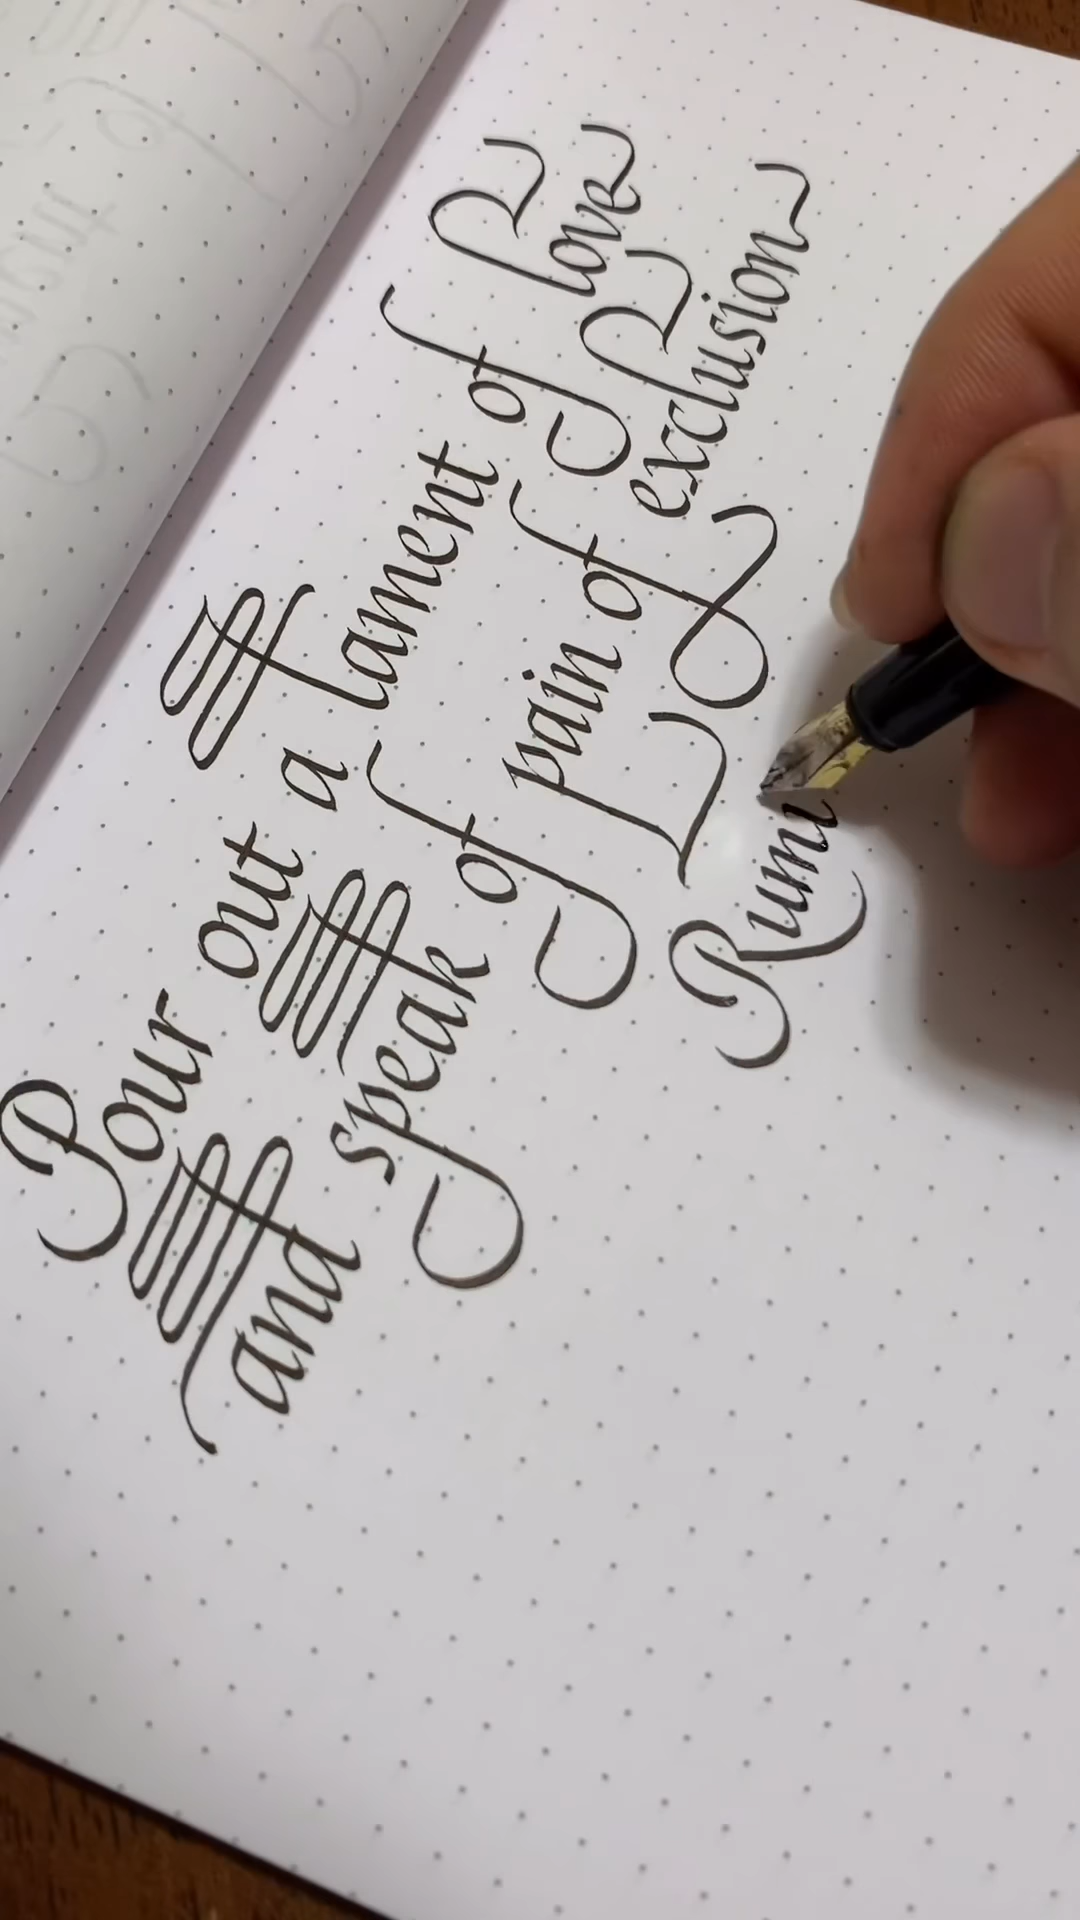 Pour out a lament of love
and speak of pain of exclusion
Rumi